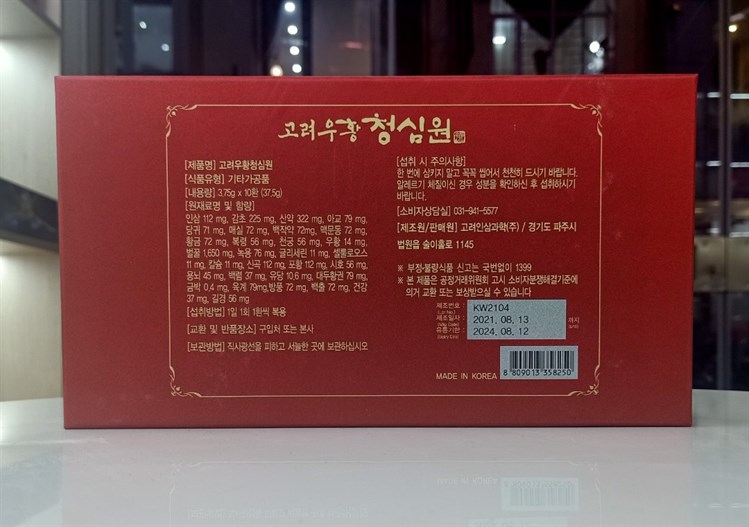 고려우황청심원
[제품명] 고려우황청심원
[식품유형] 기타가공품
[내용량] 3.75g x 10환 (37.5g)
[원재료명 및 함량]
인삼 112 mg, 감초 225 mg, 산약 322 mg, 아교 79 mg,
당귀 71 mg, 매실 72 mg, 백작약 72mg, 맥문동 72 mg,
황금 72 mg, 복령 56 mg, 천궁 56 mg, 우황 14 mg,
벌꿀 1,650 mg, 녹용 76 mg, 글리세린 11 mg, 셀룰로오스
11 mg, 칼슘 11 mg, 신곡 112 mg, 포황 112 mg, 시호 56 mg,
용뇌 45 mg, 백렴 37 mg, 유당 10.6 mg, 대두황권 79 mg,
금박 0.4 mg, 육계 79mg,방풍 72 mg, 백출 72 mg, 건강
37 mg, 길경 56 mg
[섭취방법] 1일 1회 1환씩 복용
[교환 및 반품장소] 구입처 또는 본사
[보관방법] 직사광선을 피하고 서늘한 곳에 보관하십시오
[섭취 시 주의사항]
한 번에 삼키지 말고 꼭꼭 씹어서 천천히 드시기 바랍니다.
알레르기 체질이신 경우 성분을 확인하신 후 섭취하시기
바랍니다.
[소비자상담실] 031-941-5577
[제조원/판매원] 고려인삼과학(주) / 경기도 파주시
법원읍 술이홀로 1145
※ 부정·불량식품 신고는 국번없이 1399
※ 본 제품은 공정거래위원회 고시 소비자분쟁해결기준에
의거 교환 또는 보상받으실 수 있습니다
제조번호 : KW2104
(Lot No.)
제조일자 : 2021. 08. 13
(Mfg Date)
유통기한 : 2024. 08. 12 까지
(Expiry Date)
MADE IN KOREA
8 809013 358250